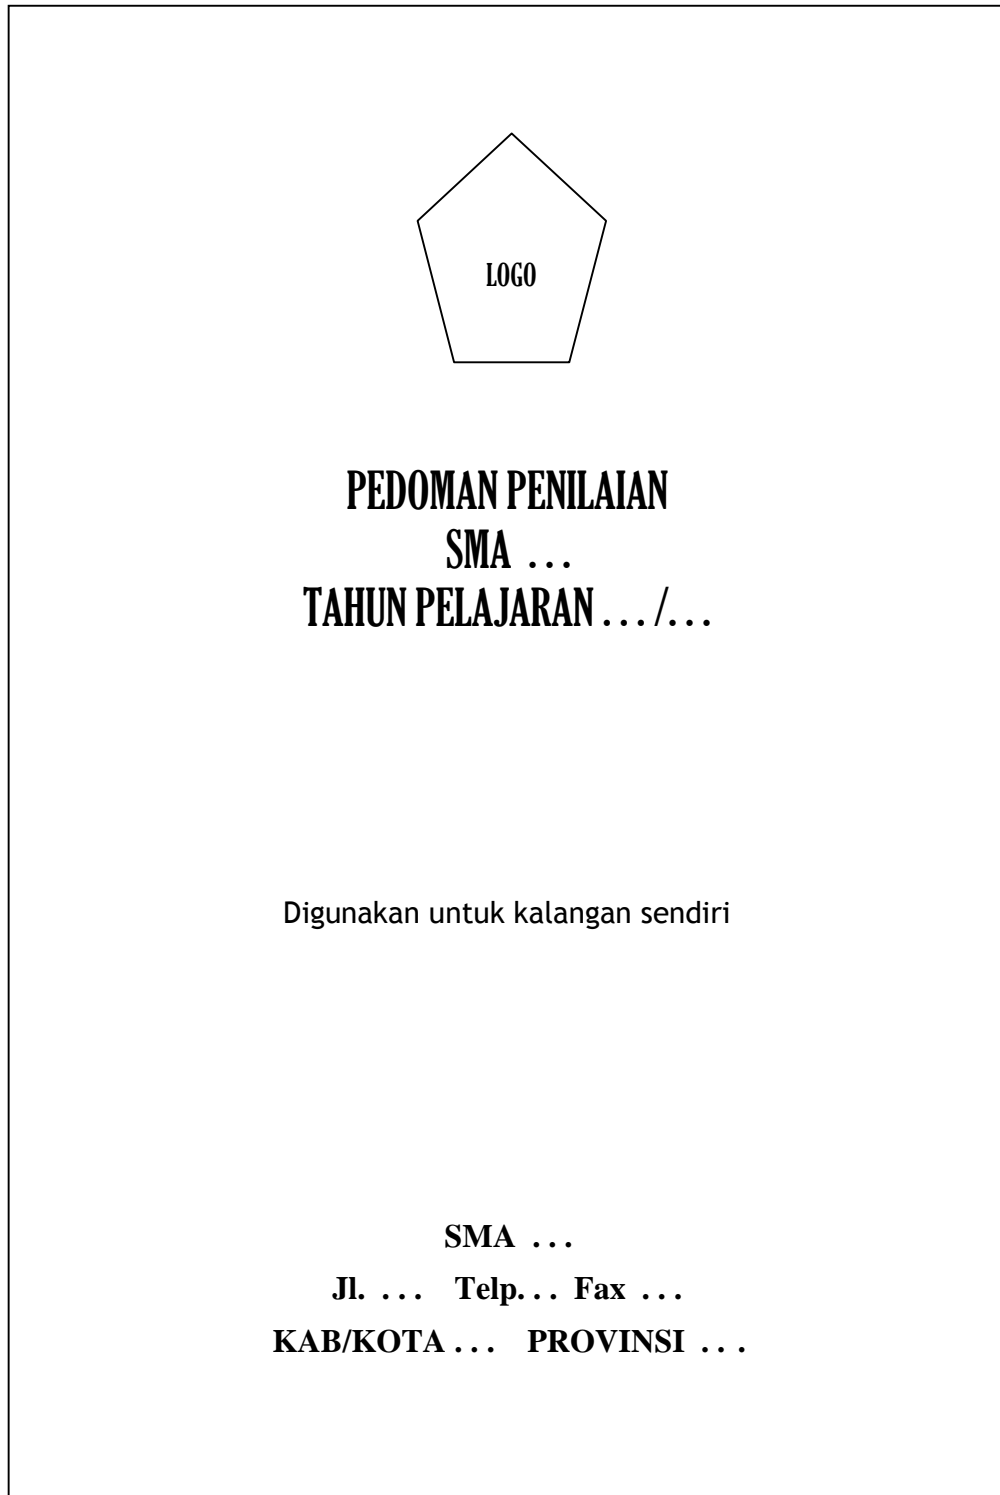 LOGO
PEDOMAN PENILAIAN
SMA ...
TAHUN PELAJARAN ... /...
Digunakan untuk kalangan sendiri
SMA ...
Jl. ... Telp... Fax ...
KAB/KOTA ... PROVINSI ...